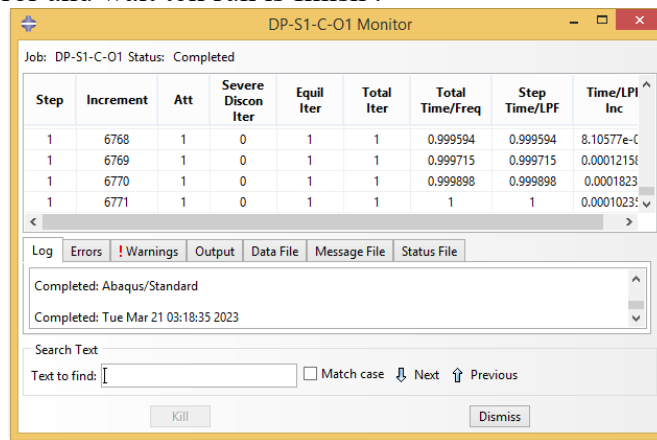 DP-S1-C-O1 Monitor
Job: DP-S1-C-O1 Status: Completed
Step Increment Att Severe Discon Iter Equil Iter Total Iter Total Time/Freq Step Time/LPF Time/LPF Inc
1 6768 1 0 1 1 0.999594 0.999594
1 6769 1 0 1 1 0.999715 0.999715 0.00012158
1 6770 1 0 1 1 0.999898 0.999898 0.0001823
1 6771 1 0 1 1 1 1
Log Errors ! Warnings Output Data File Message File Status File
Completed: Abaqus/Standard
Completed: Tue Mar 21 03:18:35 2023
Search Text
Text to find: Match case Next Previous
Kill Dismiss